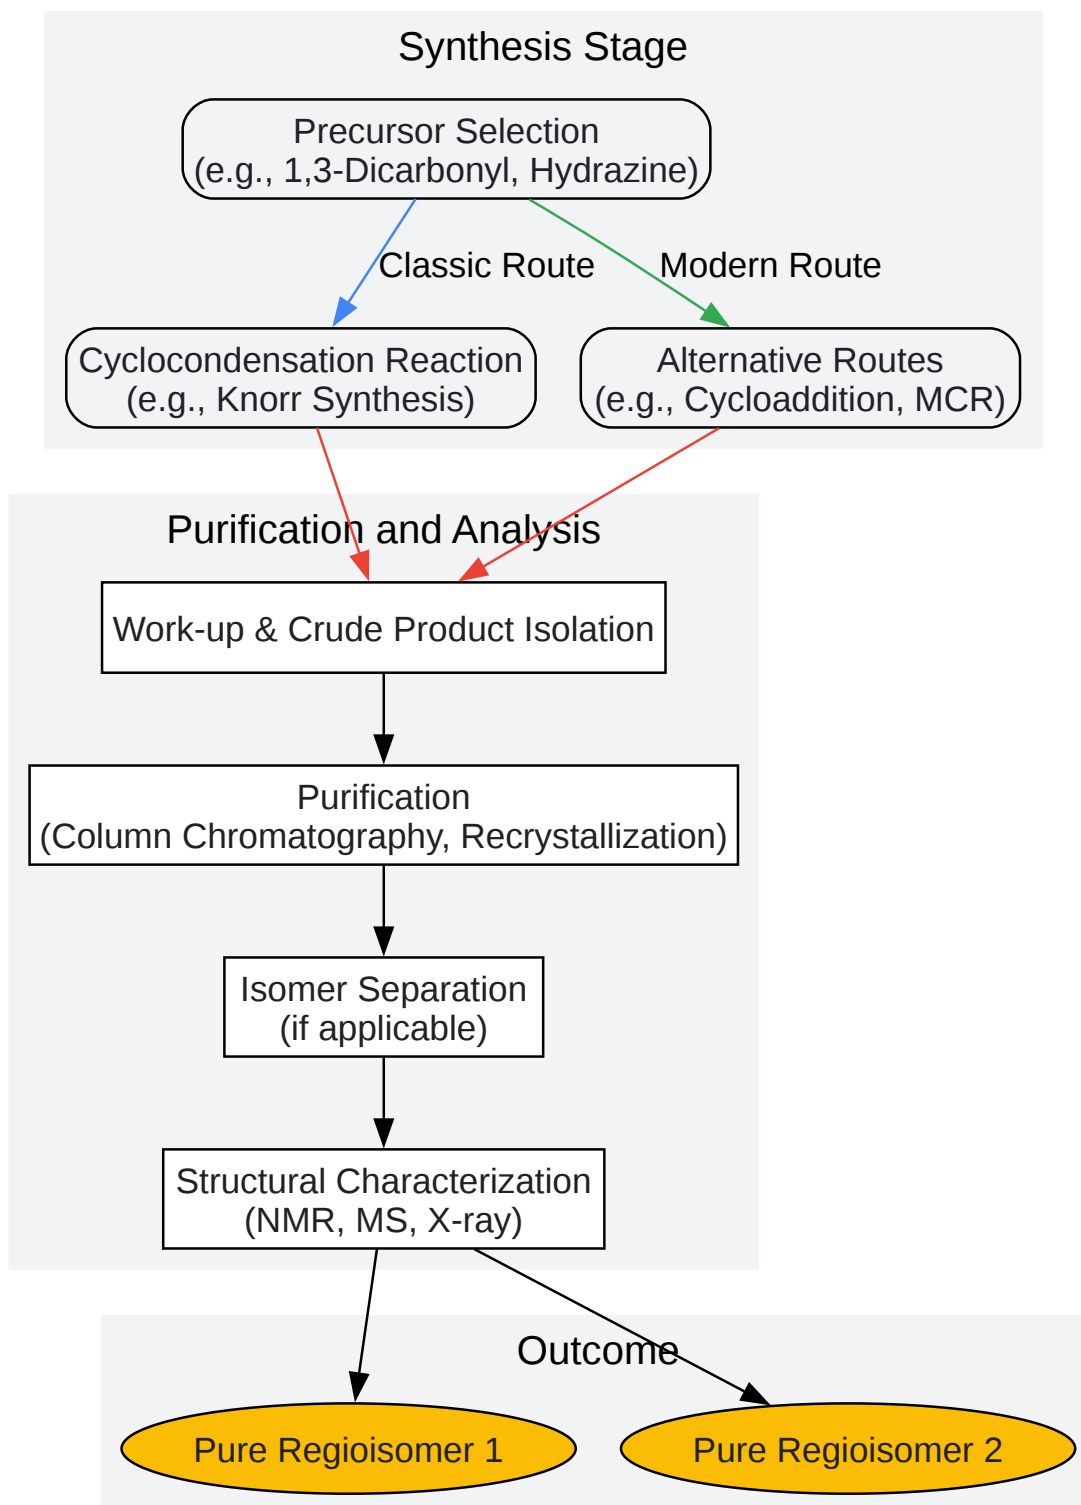 Synthesis Stage
Precursor Selection
(e.g., 1,3-Dicarbonyl, Hydrazine)
Classic Route
Modern Route
Cyclocondensation Reaction
(e.g., Knorr Synthesis)
Alternative Routes
(e.g., Cycloaddition, MCR)
Purification and Analysis
Work-up & Crude Product Isolation
Purification
(Column Chromatography, Recrystallization)
Isomer Separation
(if applicable)
Structural Characterization
(NMR, MS, X-ray)
Outcome
Pure Regioisomer 1
Pure Regioisomer 2